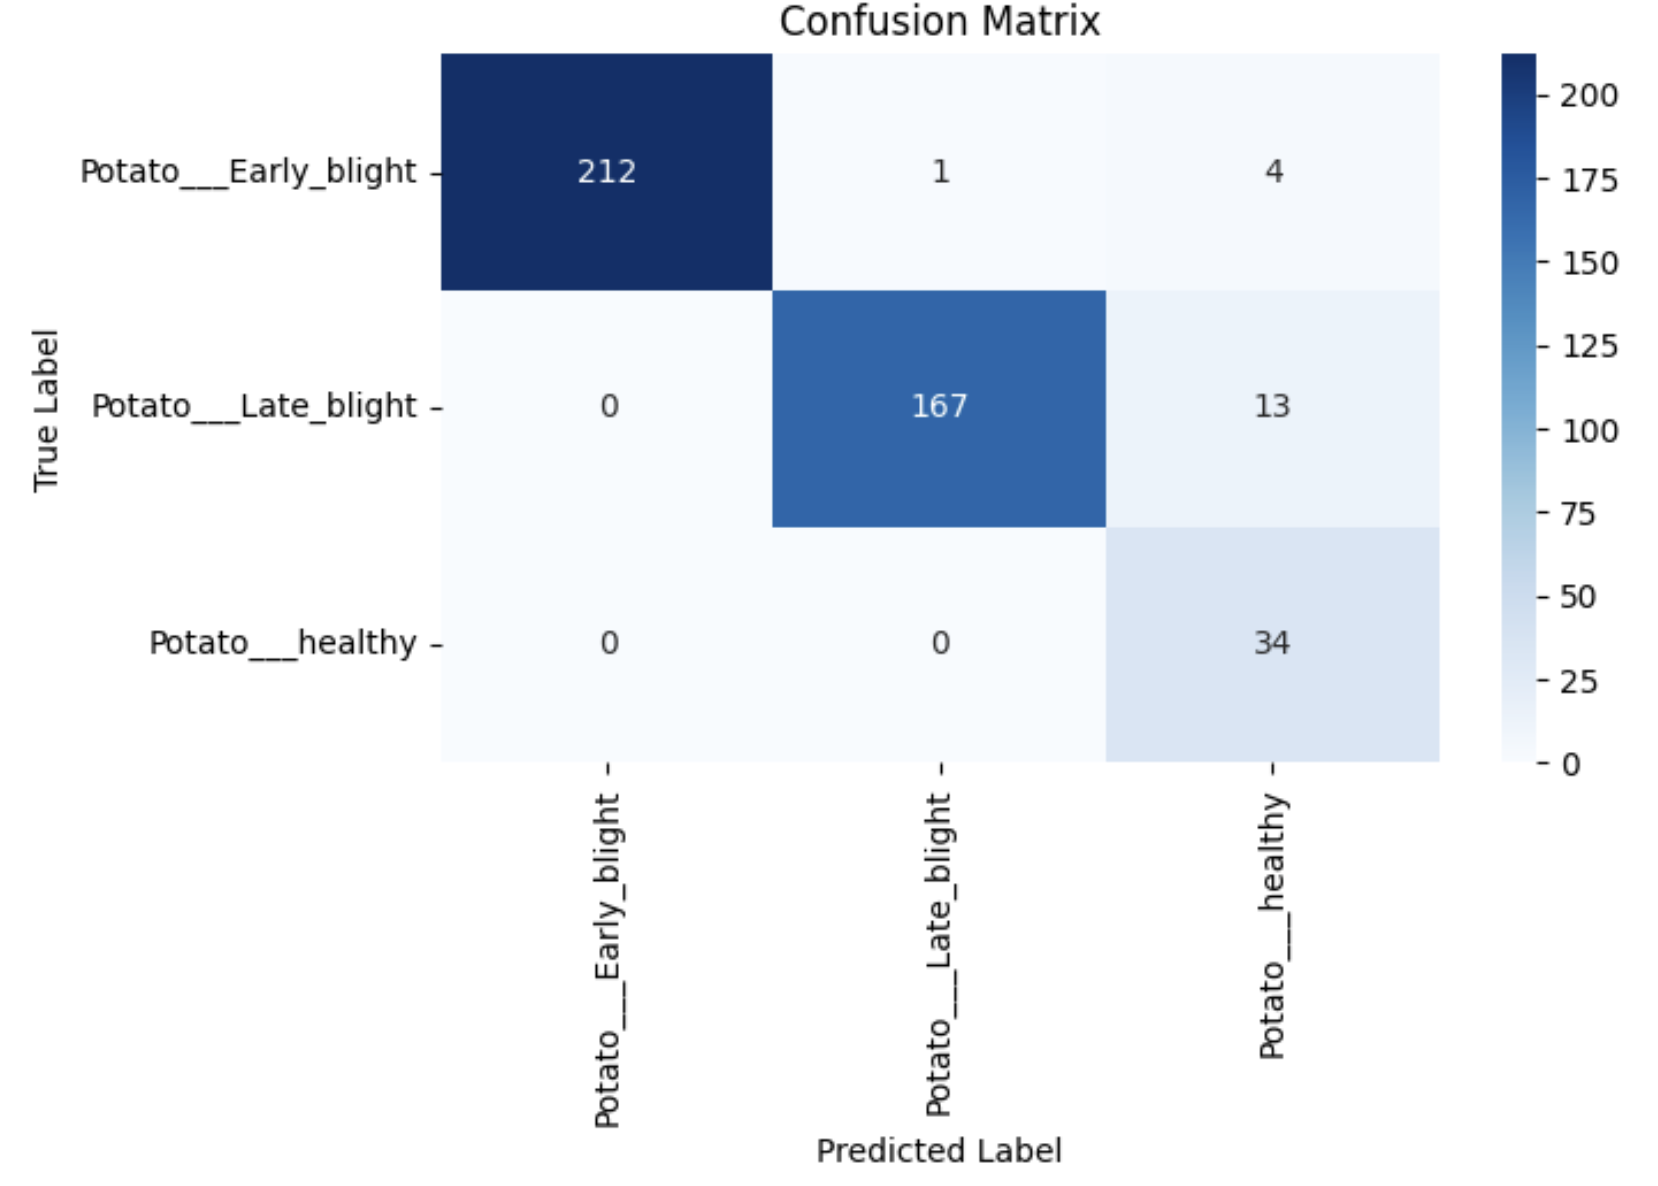 Confusion Matrix
True Label
Potato___Early_blight
212
1
4
Potato___Late_blight
0
167
13
Potato___healthy
0
0
34
Potato___Early_blight
Potato___Late_blight
Potato___healthy
Predicted Label
200
175
150
125
100
75
50
25
0